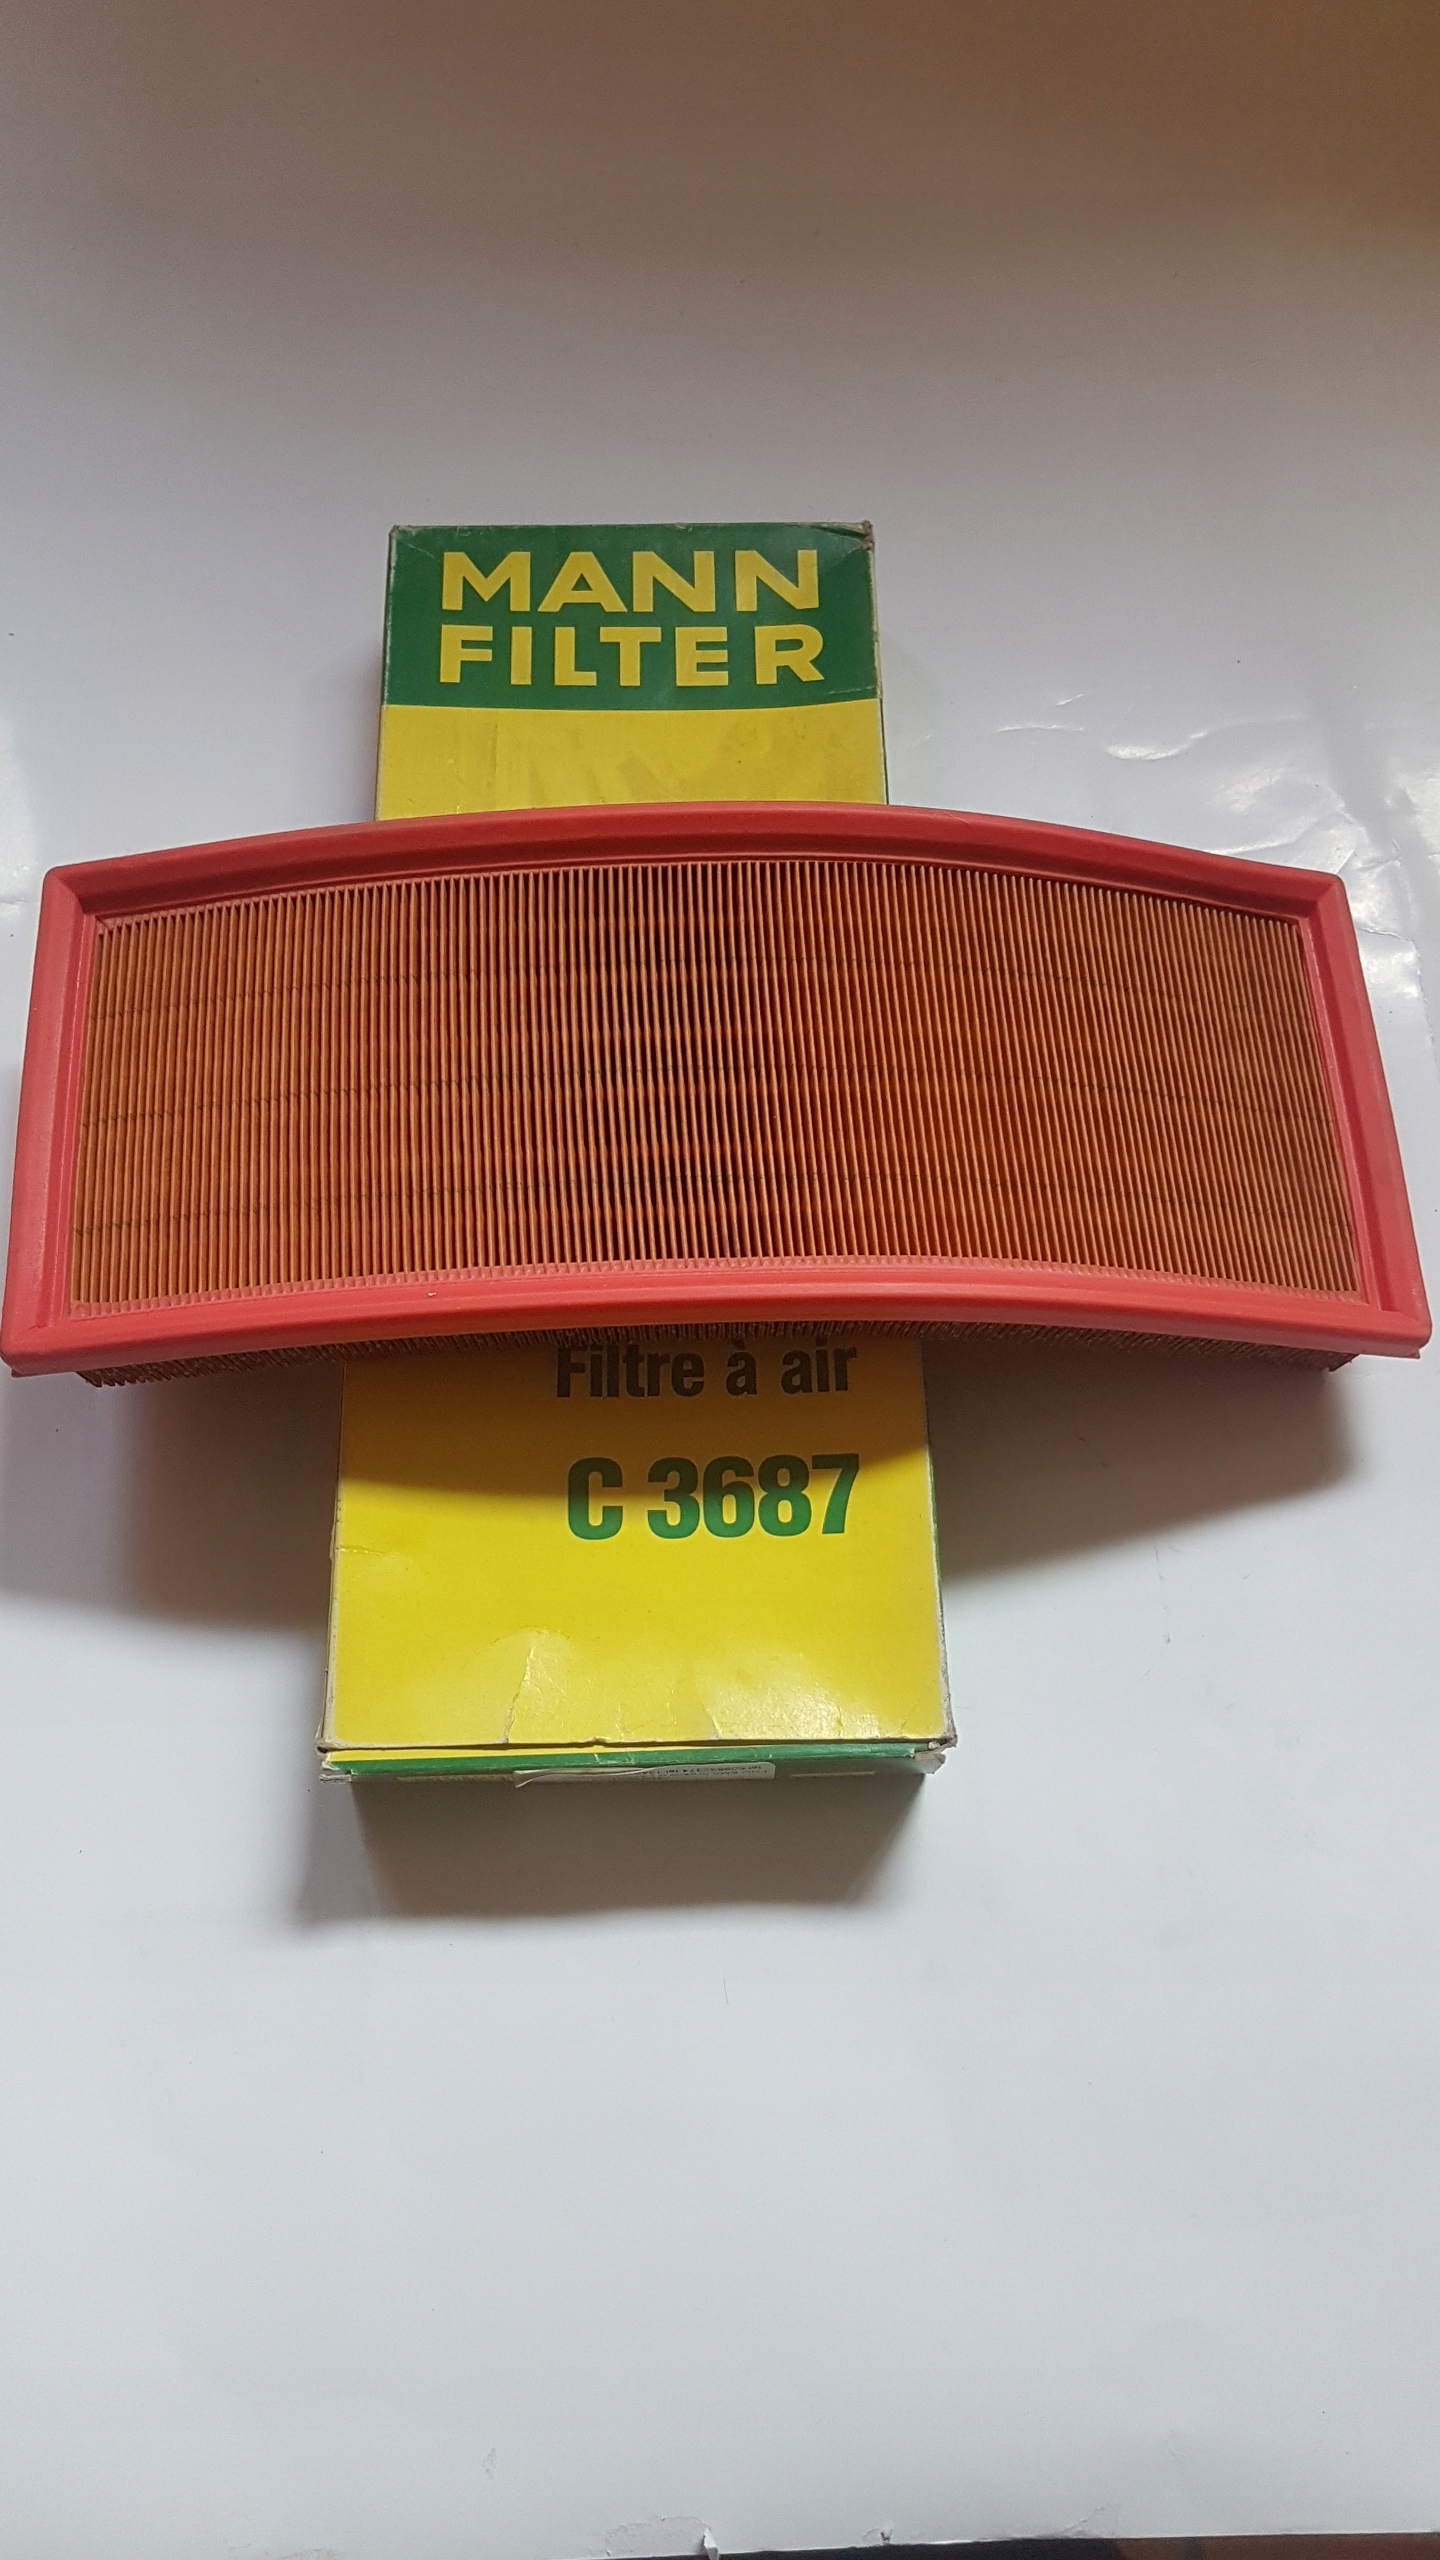 MANN
FILTER
Filtre à air
C 3687